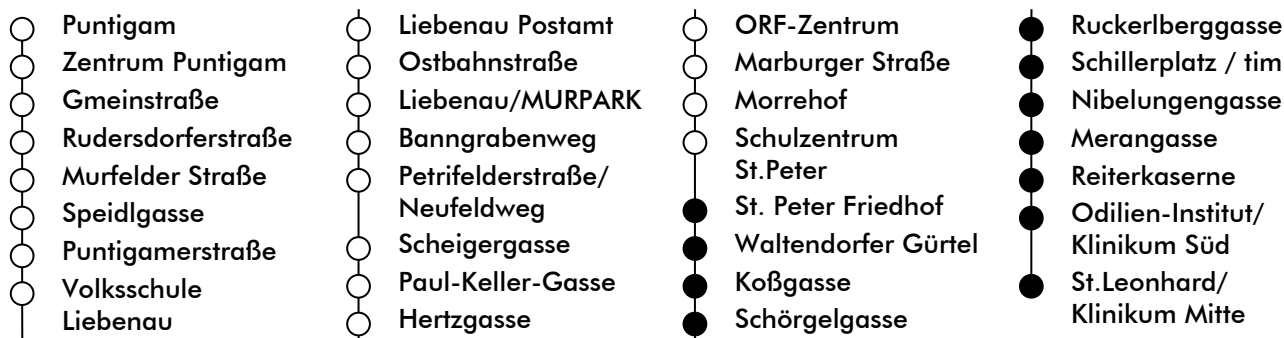 Puntigam
Zentrum Puntigam
Gmeinstraße
Rudersdorferstraße
Murfelder Straße
Speidlgasse
Puntigamerstraße
Volksschule
Liebenau
Liebenau Postamt
Ostbahnstraße
Liebenau/MURPARK
Banngrabenweg
Petrifelderstraße/
Neufeldweg
Scheigergasse
Paul-Keller-Gasse
Hertzgasse
ORF-Zentrum
Marburger Straße
Morrehof
Schulzentrum
St.Peter
St. Peter Friedhof
Waltendorfer Gürtel
Koßgasse
Schörgelgasse
Ruckerlberggasse
Schillerplatz / tim
Nibelungengasse
Merangasse
Reiterkaserne
Odilien-Institut/
Klinikum Süd
St.Leonhard/
Klinikum Mitte